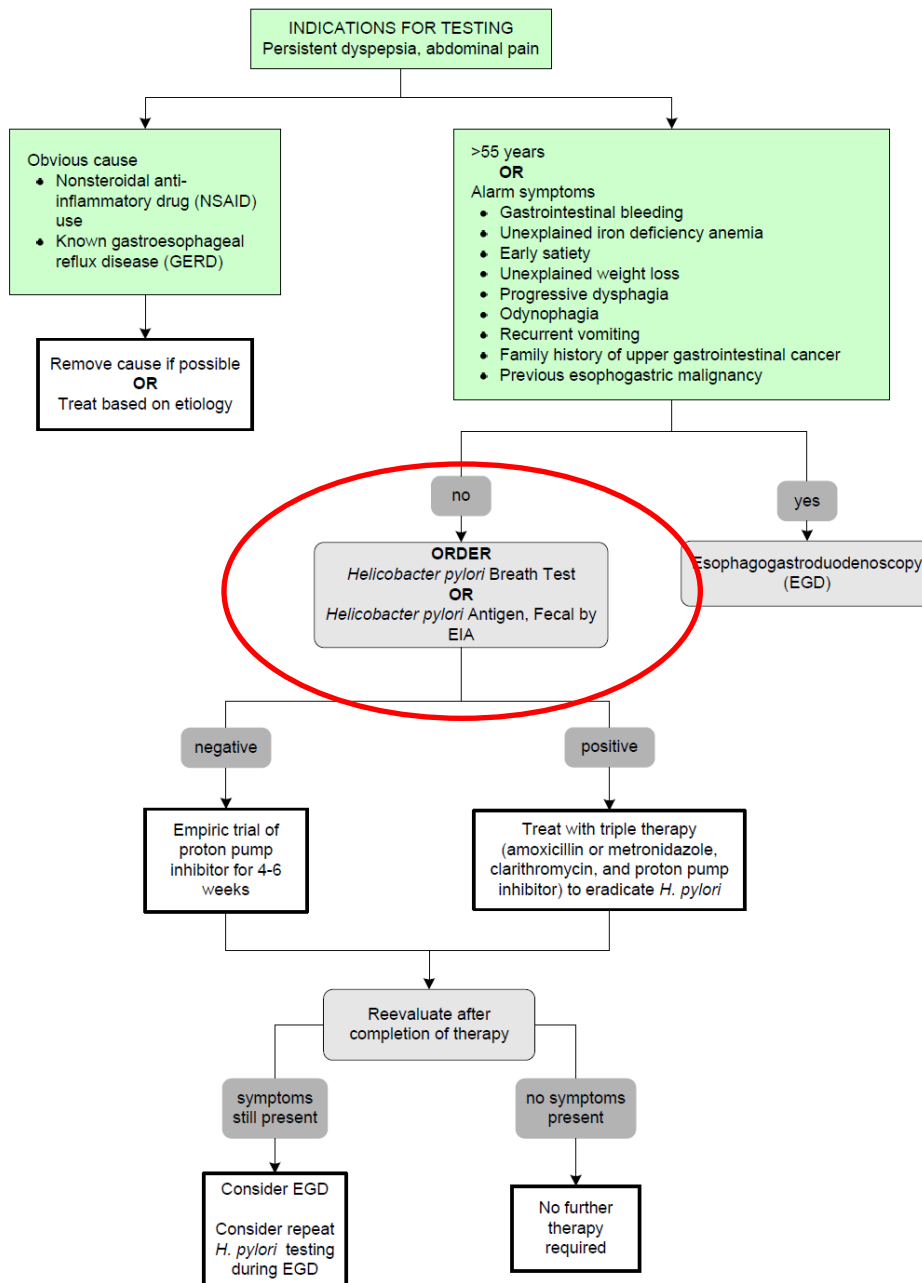 INDICATIONS FOR TESTING
Persistent dyspepsia, abdominal pain
Obvious cause
Nonsteroidal anti-
inflammatory drug (NSAID)
use
Known gastroesophageal
reflux disease (GERD)
>55 years
OR
Alarm symptoms
Gastrointestinal bleeding
Unexplained iron deficiency anemia
Early satiety
Unexplained weight loss
Progressive dysphagia
Odynophagia
Recurrent vomiting
Family history of upper gastrointestinal cancer
Previous esophogastric malignancy
Remove cause if possible
OR
Treat based on etiology
no
yes
ORDER
Helicobacter pylori Breath Test
OR
Helicobacter pylori Antigen, Fecal by
EIA
Esophagogastroduodenoscopy
(EGD)
negative
positive
Empiric trial of
proton pump
inhibitor for 4-6
weeks
Treat with triple therapy
(amoxicillin or metronidazole,
clarithromycin, and proton pump
inhibitor) to eradicate H. pylori
Reevaluate after
completion of therapy
symptoms
still present
no symptoms
present
Consider EGD
Consider repeat
H. pylori testing
during EGD
No further
therapy
required